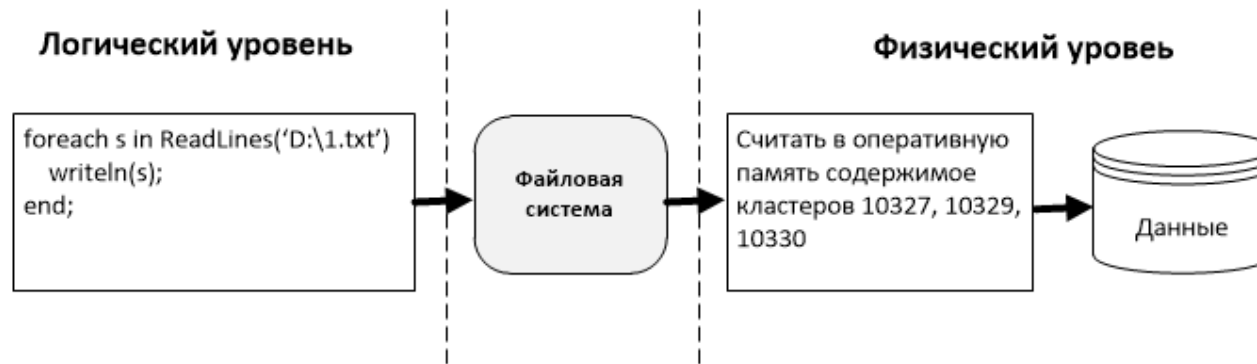 Логический уровень
Физический уровеь
foreach s in ReadLines(‘D:\1.txt’)
writeln(s);
end;
Файловая
система
Считать в оперативную
память содержимое
кластеров 10327, 10329,
10330
Данные